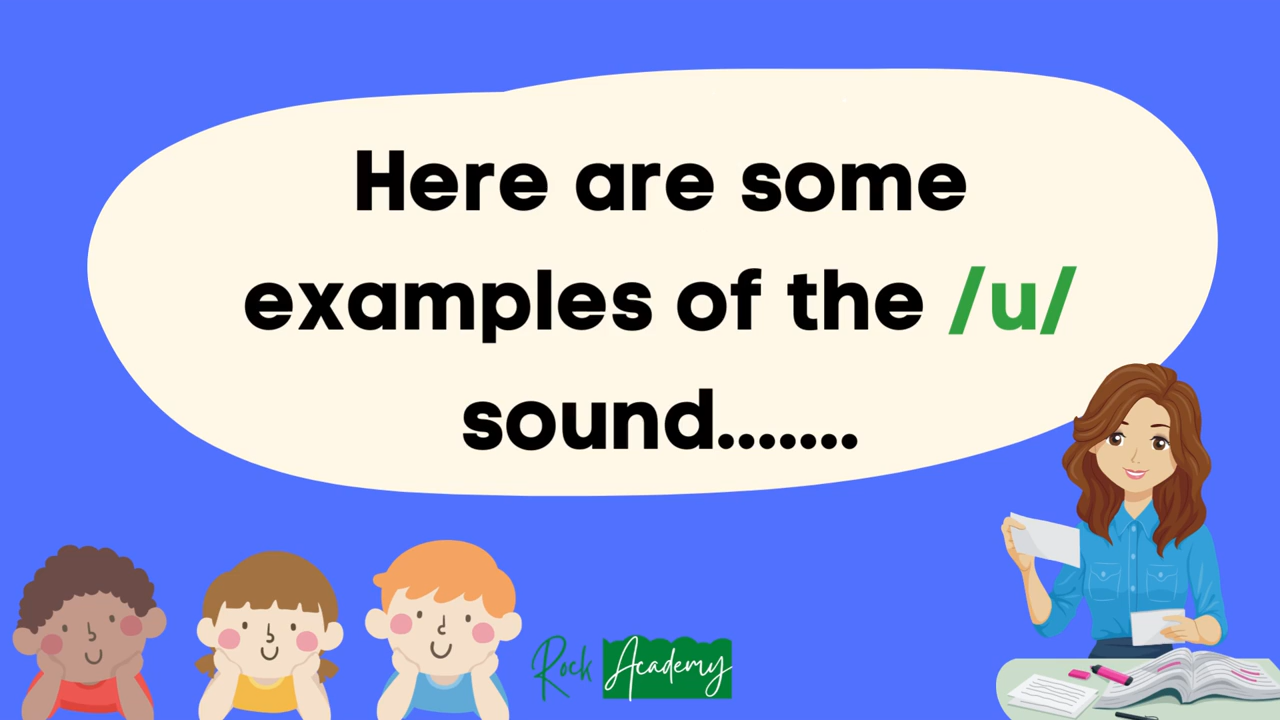 Here are some
examples of the /u/
sound.......
Rock Academy